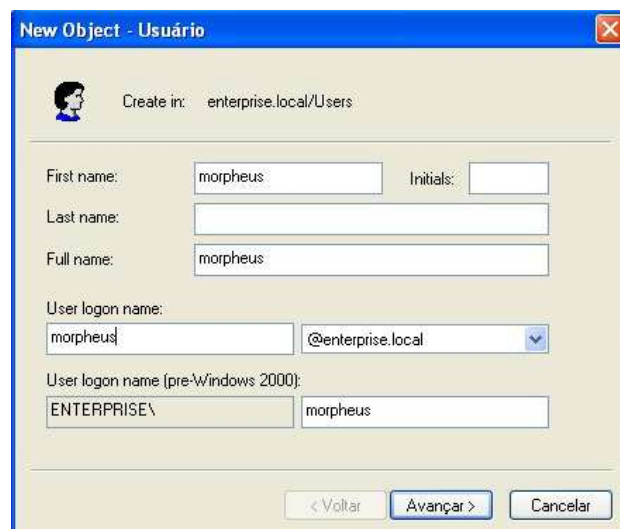 New Object - Usuário
Create in: enterprise.local/Users
First name: morpheus Initials:
Last name:
Full name: morpheus
User logon name:
morpheus @enterprise.local
User logon name (pre-Windows 2000):
ENTERPRISE\ morpheus
< Voltar Avançar > Cancelar